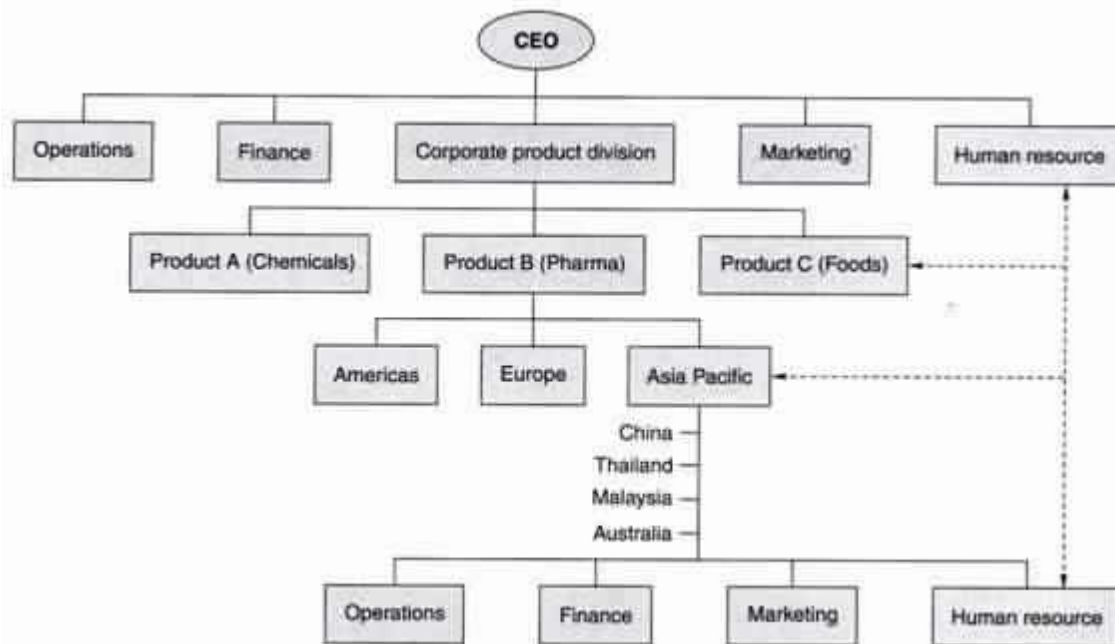 CEO
Operations
Finance
Corporate product division
Marketing
Human resource
Product A (Chemicals)
Product B (Pharma)
Product C (Foods)
Americas
Europe
Asia Pacific
China
Thailand
Malaysia
Australia
Operations
Finance
Marketing
Human resource